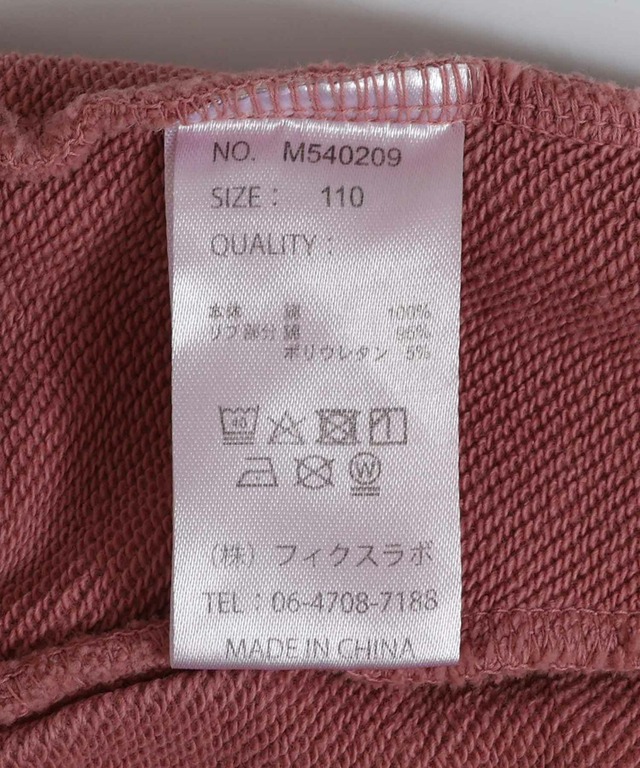 NO. M540209
SIZE： 110
QUALITY：
本体 綿 100%
リブ部分 綿 95%
ポリウレタン 5%
40
W
（株）フィクスラボ
TEL：06-4708-7188
MADE IN CHINA